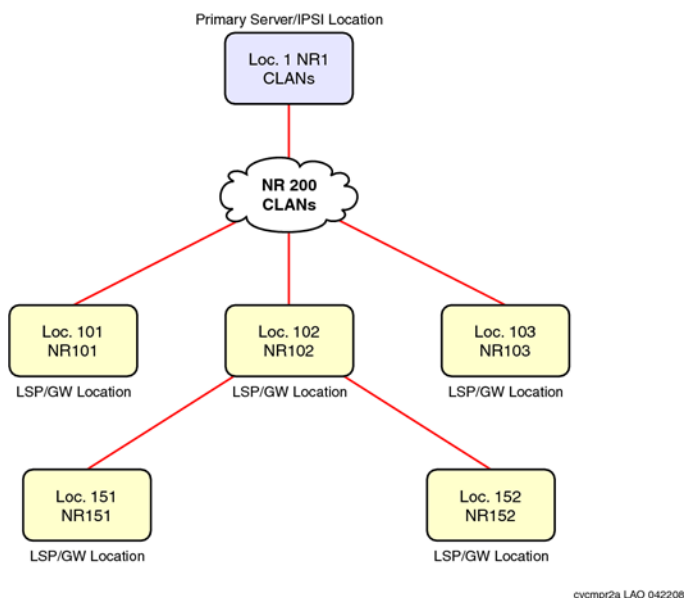 Primary Server/IPSI Location
Loc. 1 NR1
CLANs
NR 200
CLANs
Loc. 101
NR101
Loc. 102
NR102
Loc. 103
NR103
LSP/GW Location
LSP/GW Location
LSP/GW Location
Loc. 151
NR151
Loc. 152
NR152
LSP/GW Location
LSP/GW Location
cycmpr2a LAO 042208